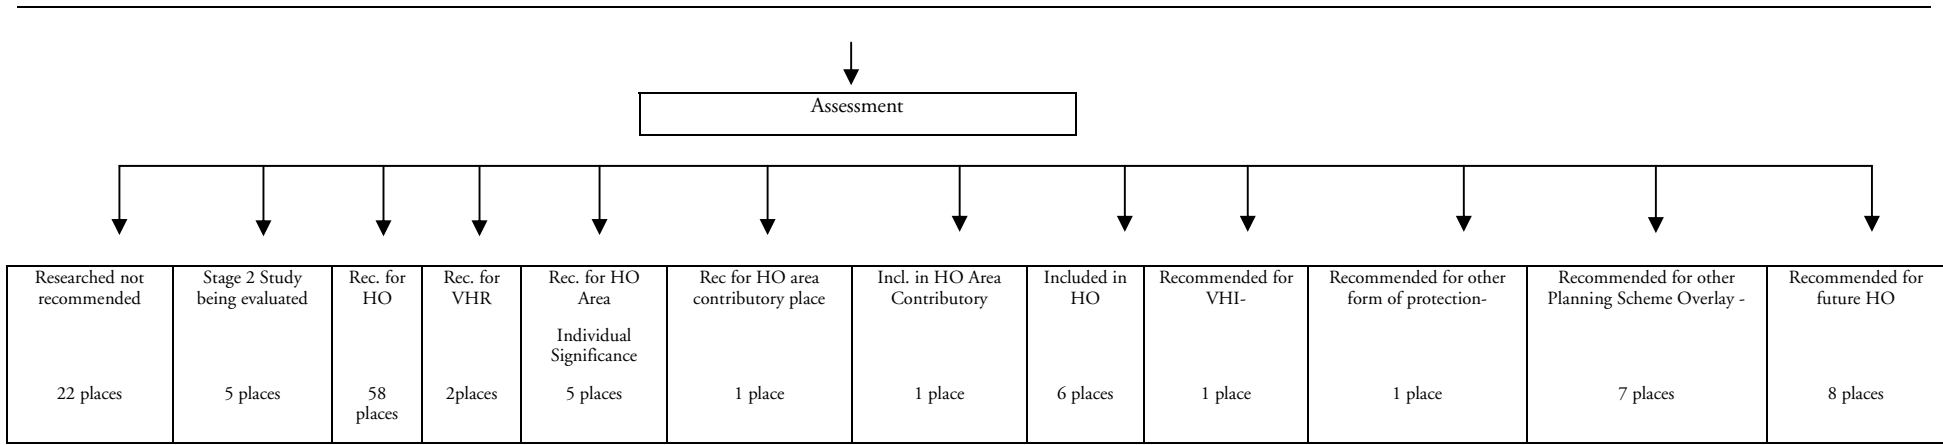 Assessment
Researched not
recommended
22 places
Stage 2 Study
being evaluated
5 places
Rec. for
HO
58
places
Rec. for
VHR
2places
Rec. for HO
Area
Individual
Significance
5 places
Rec for HO area
contributory place
1 place
Incl. in HO Area
Contributory
1 place
Included in
HO
6 places
Recommended for
VHI-
1 place
Recommended for other
form of protection-
1 place
Recommended for other
Planning Scheme Overlay -
7 places
Recommended for
future HO
8 places